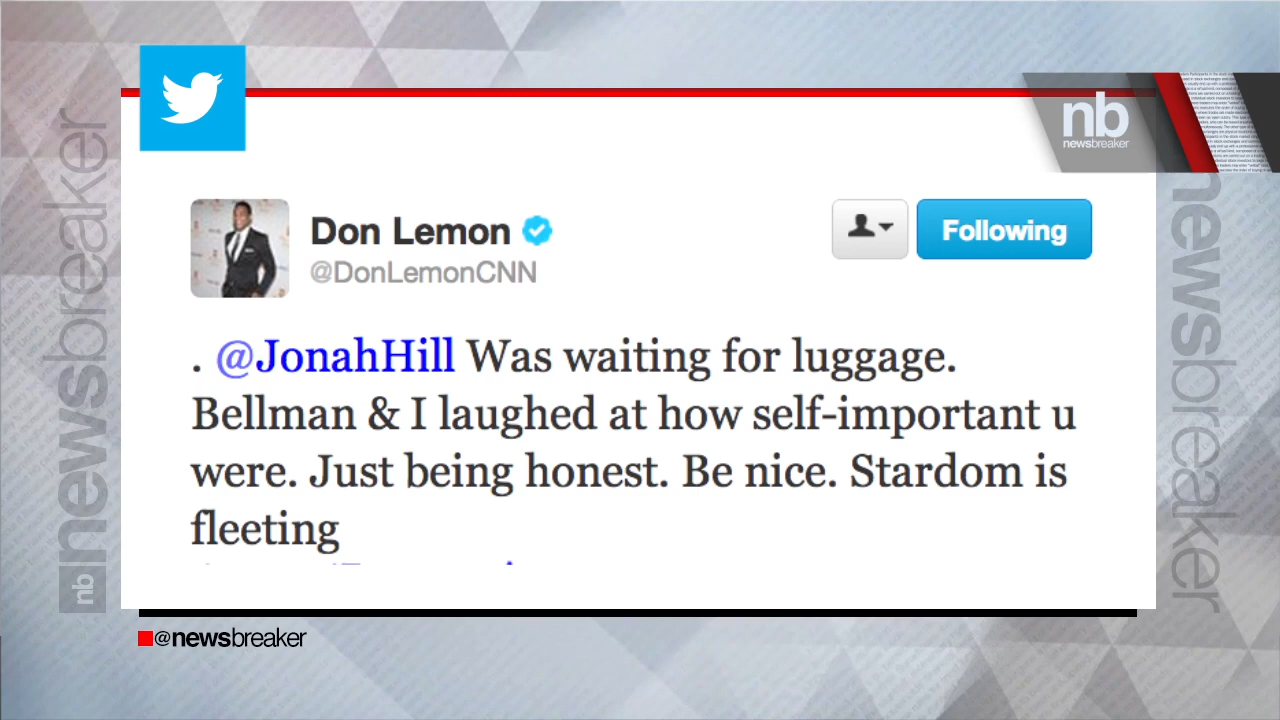 nb
newsbreaker
Don Lemon
@DonLemonCNN
Following
. @JonahHill Was waiting for luggage.
Bellman & I laughed at how self-important u
were. Just being honest. Be nice. Stardom is
fleeting
@newsbreaker
nb newsbreaker
newsbreaker